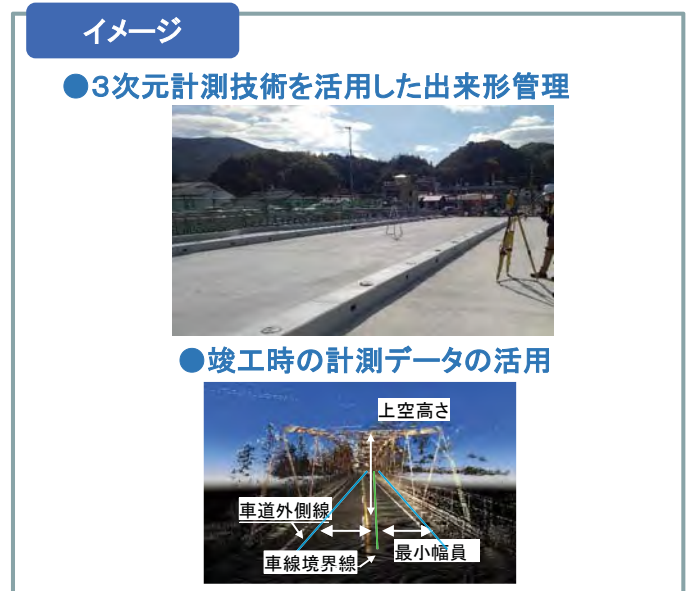 イメージ
●3次元計測技術を活用した出来形管理
●竣工時の計測データの活用
上空高さ
車道外側線
車線境界線
最小幅員